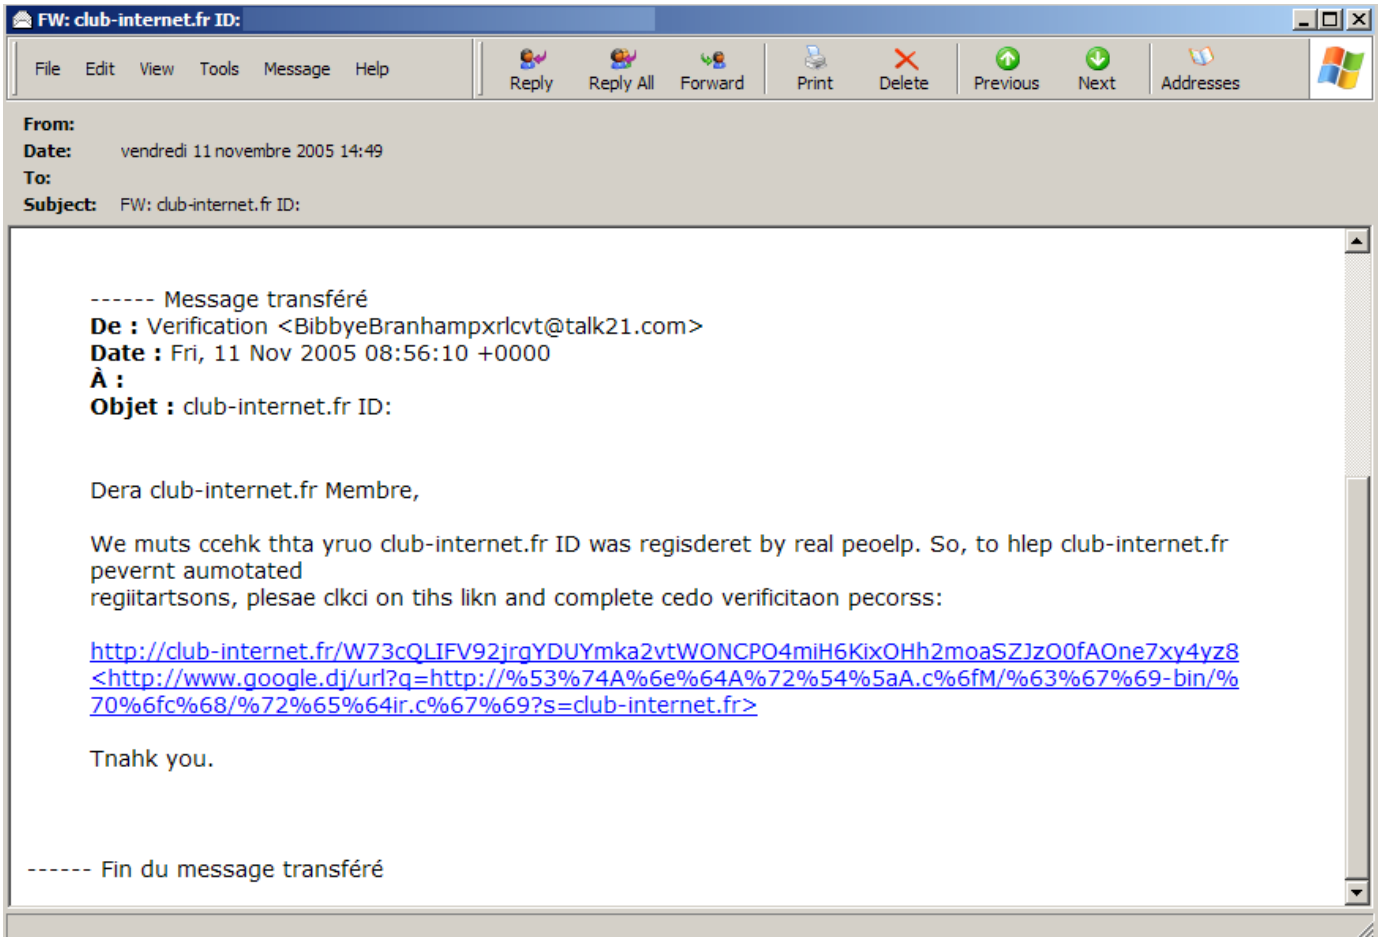 FW: club-internet.fr ID:
File Edit View Tools Message Help
Reply Reply All Forward Print Delete Previous Next Addresses
From:
Date: vendredi 11 novembre 2005 14:49
To:
Subject: FW: club-internet.fr ID:
------ Message transféré
De : Verification <BibbyeBranhampxrlcvt@talk21.com>
Date : Fri, 11 Nov 2005 08:56:10 +0000
À :
Objet : club-internet.fr ID:
Dera club-internet.fr Membre,
We muts ccehk thta yruo club-internet.fr ID was regisderet by real peoelp. So, to hlep club-internet.fr
pevernt aumotated
regiitartsons, plesae clkci on tihs likn and complete cedo verificitaon pecorss:
http://club-internet.fr/W73cQLIFV92jrgYDUYmka2vtWONCPO4miH6KixOHh2moaSZJzO0fAOne7xy4yz8
<http://www.google.dj/url?q=http://%53%74A%6e%64A%72%54%5aA.c%6fM/%63%67%69-bin/%
70%6fc%68/%72%65%64ir.c%67%69?s=club-internet.fr>
Tnahk you.
------ Fin du message transféré